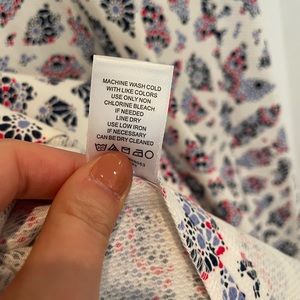 MACHINE WASH COLD
WITH LIKE COLORS
USE ONLY NON
CHLORINE BLEACH
IF NEEDED
LINE DRY
USE LOW IRON
IF NECESSARY
CAN BE DRY CLEANED